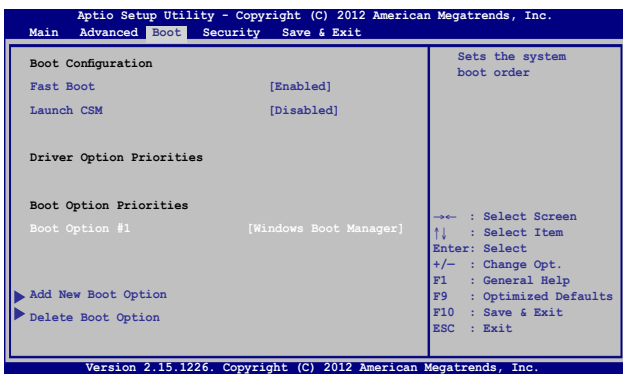 Aptio Setup Utility - Copyright (C) 2012 American Megatrends, Inc.
Main Advanced Boot Security Save & Exit
Boot Configuration
Fast Boot [Enabled]
Launch CSM [Disabled]
Driver Option Priorities
Boot Option Priorities
Boot Option #1 [Windows Boot Manager]
Add New Boot Option
Delete Boot Option
Sets the system
boot order
→← : Select Screen
↑↓ : Select Item
Enter: Select
+/— : Change Opt.
F1 : General Help
F9 : Optimized Defaults
F10 : Save & Exit
ESC : Exit
Version 2.15.1226. Copyright (C) 2012 American Megatrends, Inc.